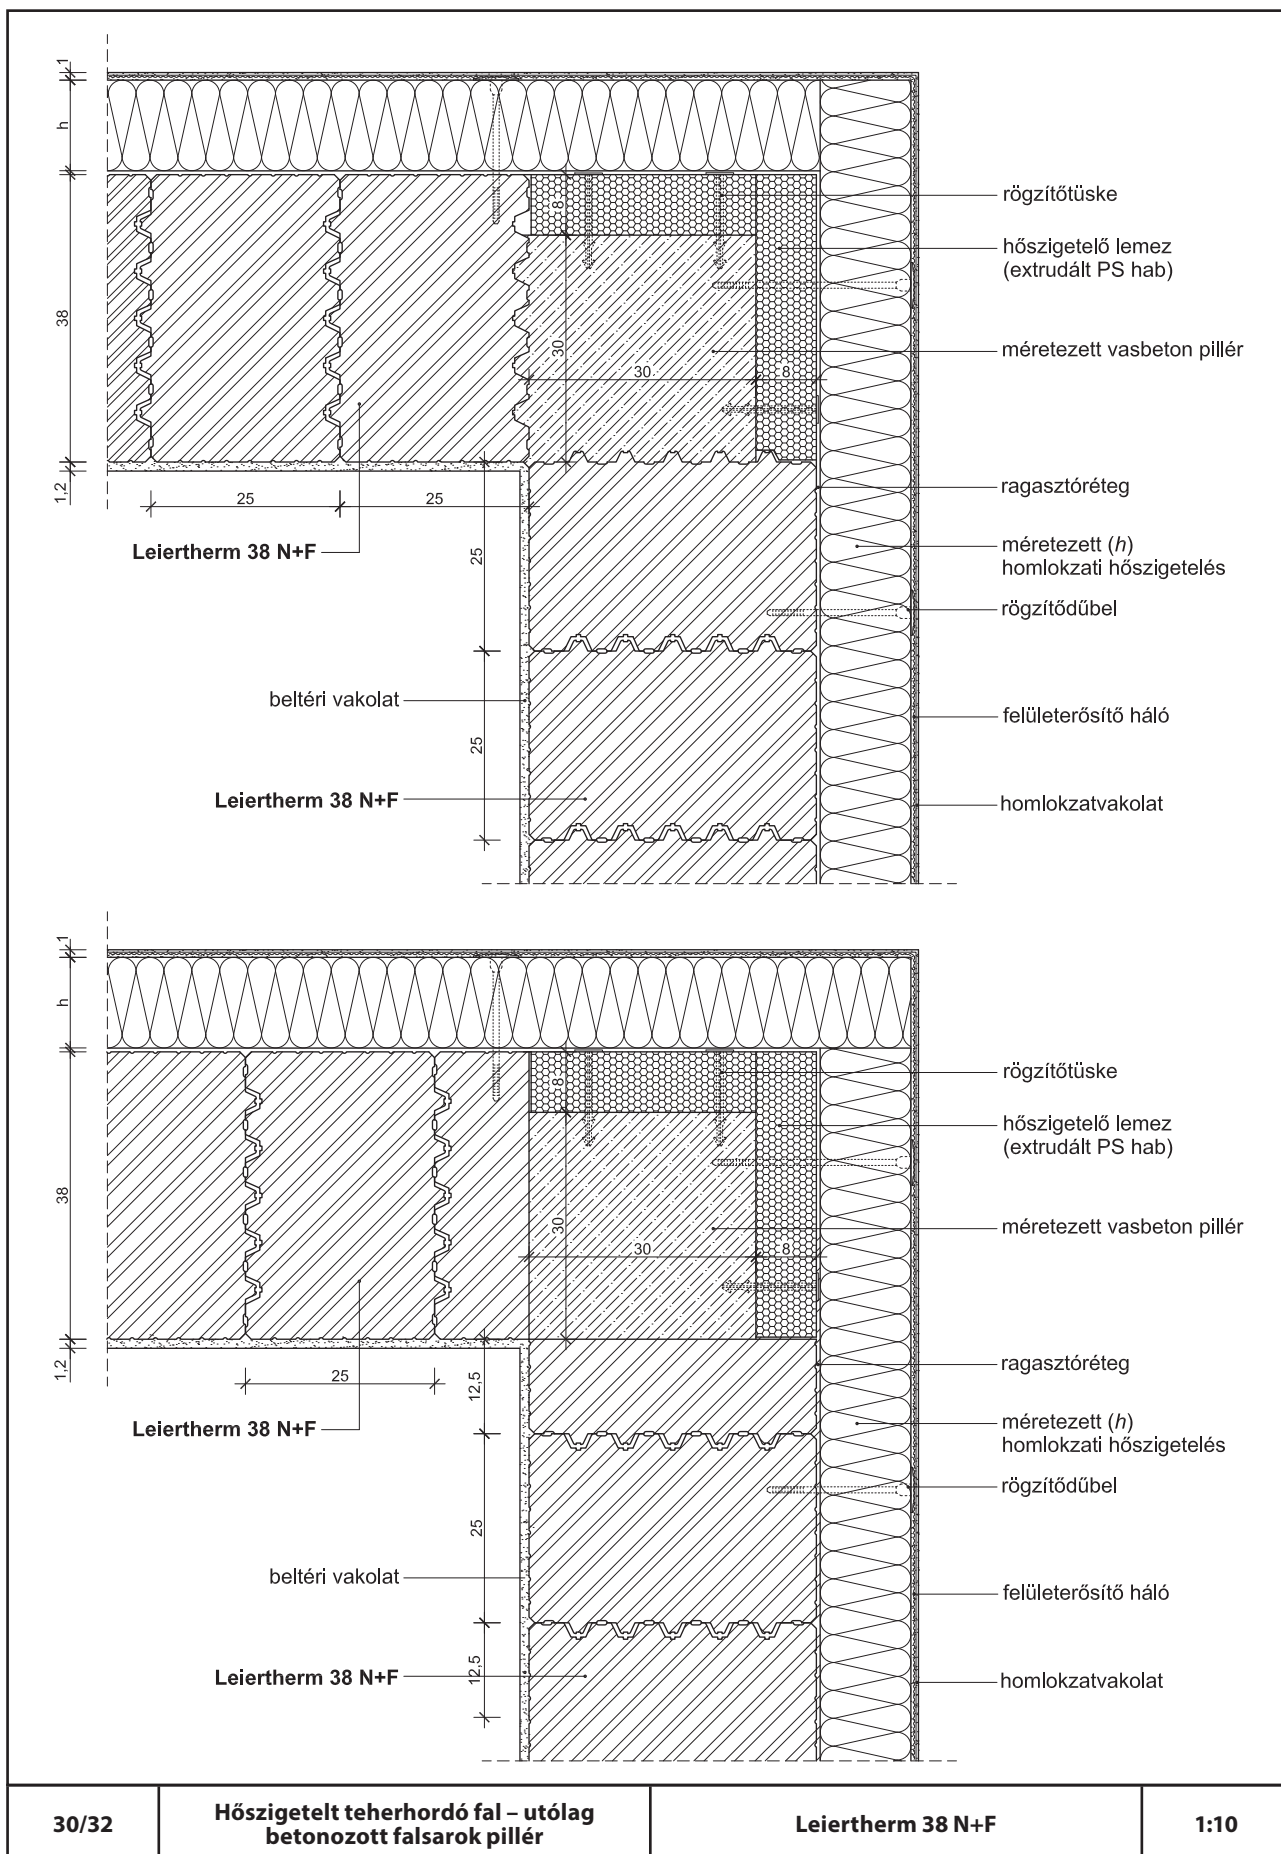 1
h
38
1,2
8
30
30
8
25
25
25
25
rögzítőtüske
hőszigetelő lemez
(extrudált PS hab)
méretezett vasbeton pillér
ragasztóréteg
Leiertherm 38 N+F
méretezett (h)
homlokzati hőszigetelés
rögzítődűbel
beltéri vakolat
felületerősítő háló
Leiertherm 38 N+F
homlokzatvakolat
1
h
38
1,2
8
30
30
8
25
12,5
25
12,5
rögzítőtüske
hőszigetelő lemez
(extrudált PS hab)
méretezett vasbeton pillér
ragasztóréteg
Leiertherm 38 N+F
méretezett (h)
homlokzati hőszigetelés
rögzítődűbel
beltéri vakolat
felületerősítő háló
Leiertherm 38 N+F
homlokzatvakolat
30/32
Hőszigetelt teherhordó fal – utólag
betonozott falsarok pillér
Leiertherm 38 N+F
1:10